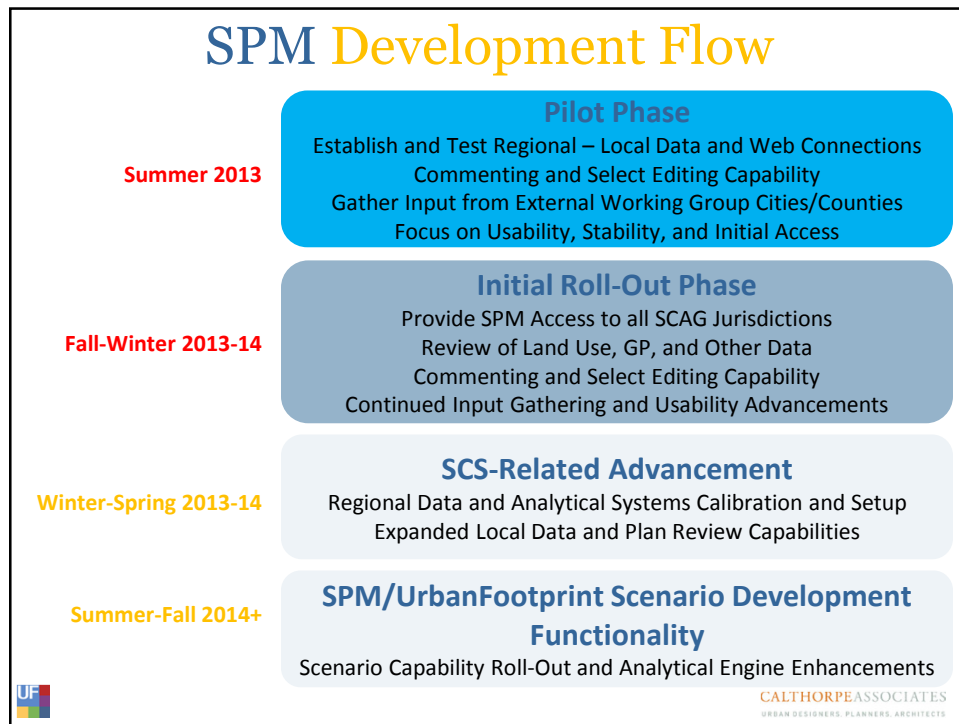 SPM Development Flow
Summer 2013
Pilot Phase
Establish and Test Regional – Local Data and Web Connections
Commenting and Select Editing Capability
Gather Input from External Working Group Cities/Counties
Focus on Usability, Stability, and Initial Access
Fall-Winter 2013-14
Initial Roll-Out Phase
Provide SPM Access to all SCAG Jurisdictions
Review of Land Use, GP, and Other Data
Commenting and Select Editing Capability
Continued Input Gathering and Usability Advancements
Winter-Spring 2013-14
SCS-Related Advancement
Regional Data and Analytical Systems Calibration and Setup
Expanded Local Data and Plan Review Capabilities
Summer-Fall 2014+
SPM/UrbanFootprint Scenario Development
Functionality
Scenario Capability Roll-Out and Analytical Engine Enhancements
UF
CALTHORPEASSOCIATES
URBAN DESIGNERS, PLANNERS, ARCHITECTS